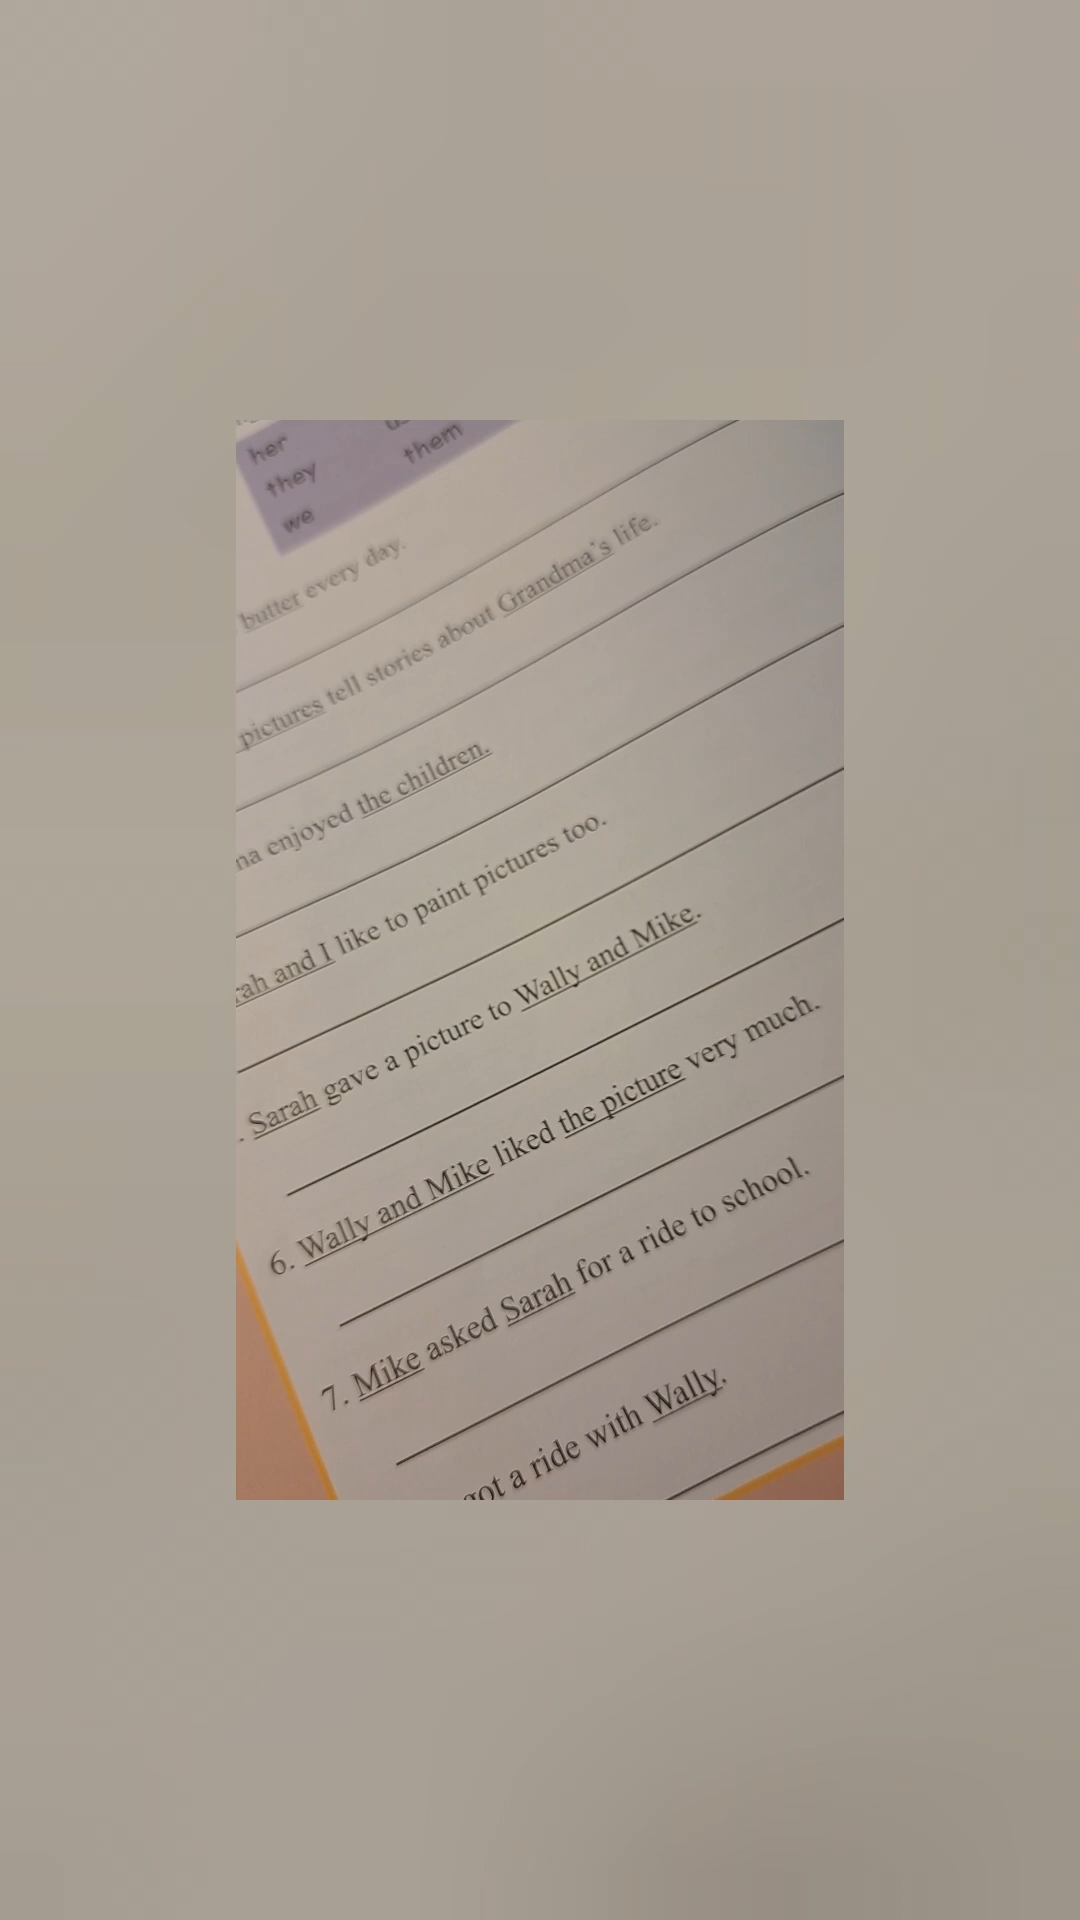 her
they
them
we
butter every day.
pictures tell stories about Grandma's life.
na enjoyed the children.
rah and I like to paint pictures too.
. Sarah gave a picture to Wally and Mike.
6. Wally and Mike liked the picture very much.
7. Mike asked Sarah for a ride to school.
got a ride with Wally.